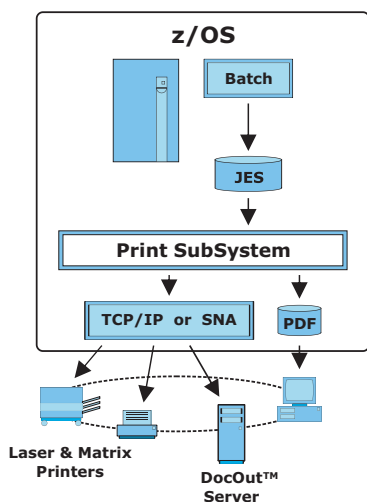 z/OS
Batch
JES
Print SubSystem
TCP/IP or SNA
PDF
Laser & Matrix
Printers
DocOut™
Server